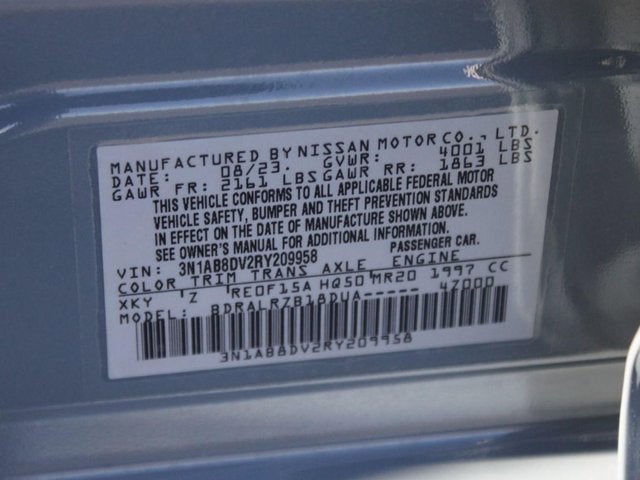 MANUFACTURED BY NISSAN MOTOR CO., LTD.
DATE: 08/23. GVWR: 4001 LBS
GAWR FR: 2161 LBS GAWR RR: 1863 LBS
THIS VEHICLE CONFORMS TO ALL APPLICABLE FEDERAL MOTOR
VEHICLE SAFETY, BUMPER AND THEFT PREVENTION STANDARDS
IN EFFECT ON THE DATE OF MANUFACTURE SHOWN ABOVE.
SEE OWNER'S MANUAL FOR ADDITIONAL INFORMATION.
VIN: 3N1AB8DV2RY209958 PASSENGER CAR.
COLOR TRIM TRANS AXLE ENGINE
XKY Z RE0F15A HQ50 MR20 1997 CC
MODEL: BDRALRZB18DUA----- 4Z000
3N1AB8DV2RY209958